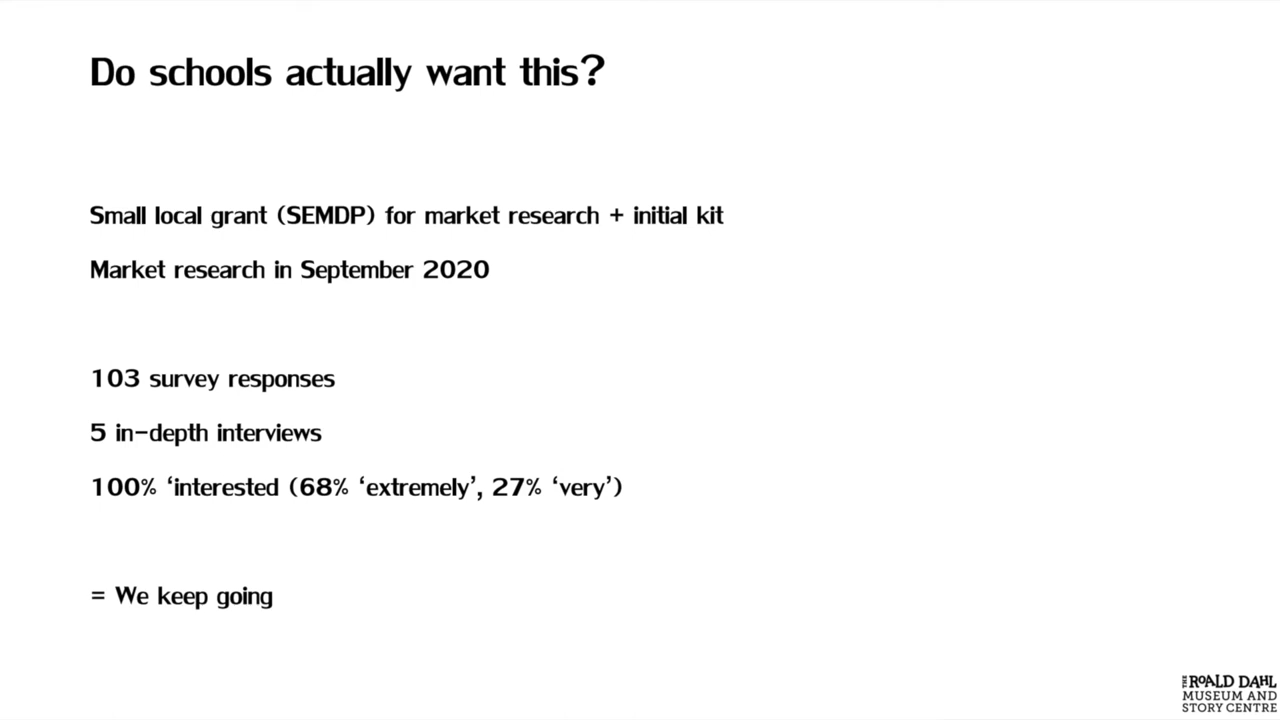 Do schools actually want this?
Small local grant (SEMDP) for market research + initial kit
Market research in September 2020
103 survey responses
5 in-depth interviews
100% ‘interested (68% ‘extremely’, 27% ‘very’)
= We keep going
THE ROALD DAHL
MUSEUM AND
STORY CENTRE